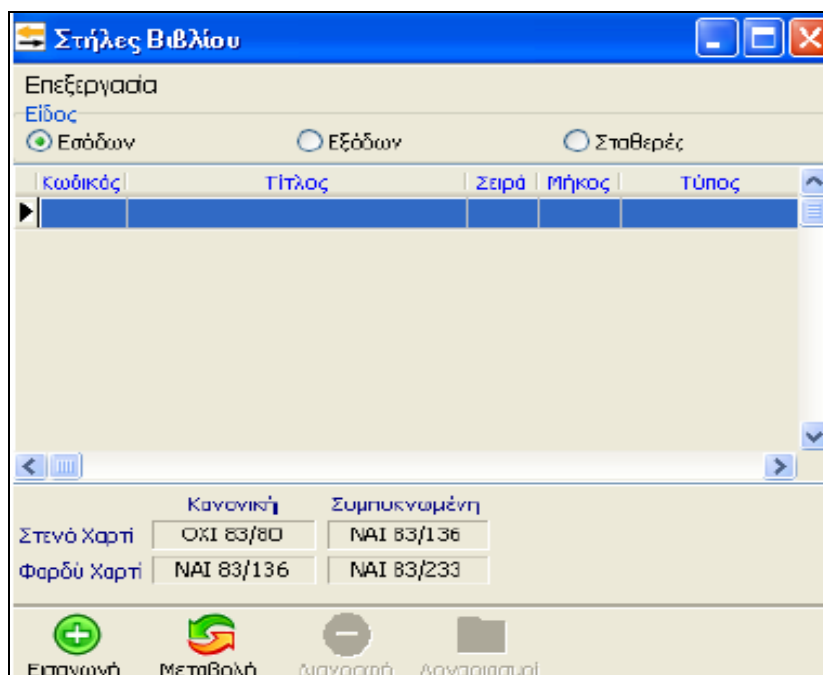 Στήλες Βιβλίου
Επεξεργασία
Είδος
Εσόδων Εξόδων Σταθερές
Κωδικός Τίτλος Σειρά Μήκος Τύπος
Κανονική Συμπυκνωμένη
Στενό Χαρτί ΟΧΙ 83/80 ΝΑΙ 83/136
Φαρδύ Χαρτί ΝΑΙ 83/136 ΝΑΙ 83/233
Εισαγωγή Μεταβολή Διαγραφή Λογαριασμοί